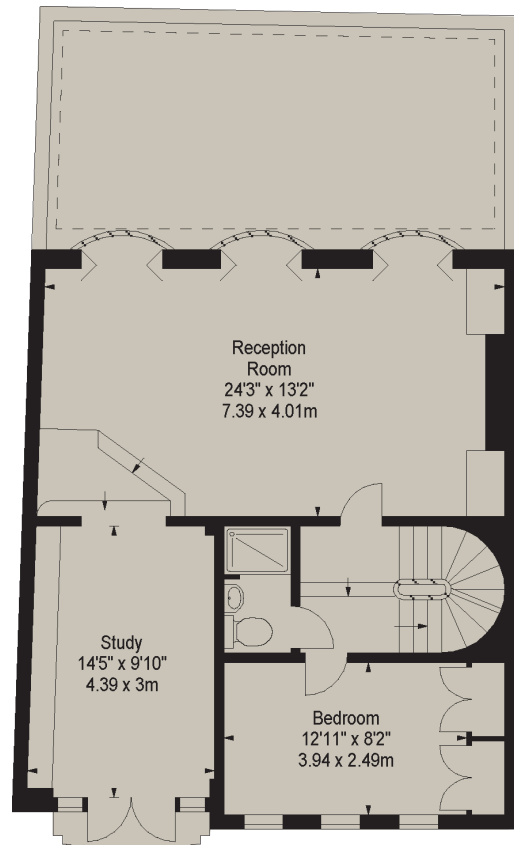 Reception
Room
24'3" x 13'2"
7.39 x 4.01m
Study
14'5" x 9'10"
4.39 x 3m
Bedroom
12'11" x 8'2"
3.94 x 2.49m